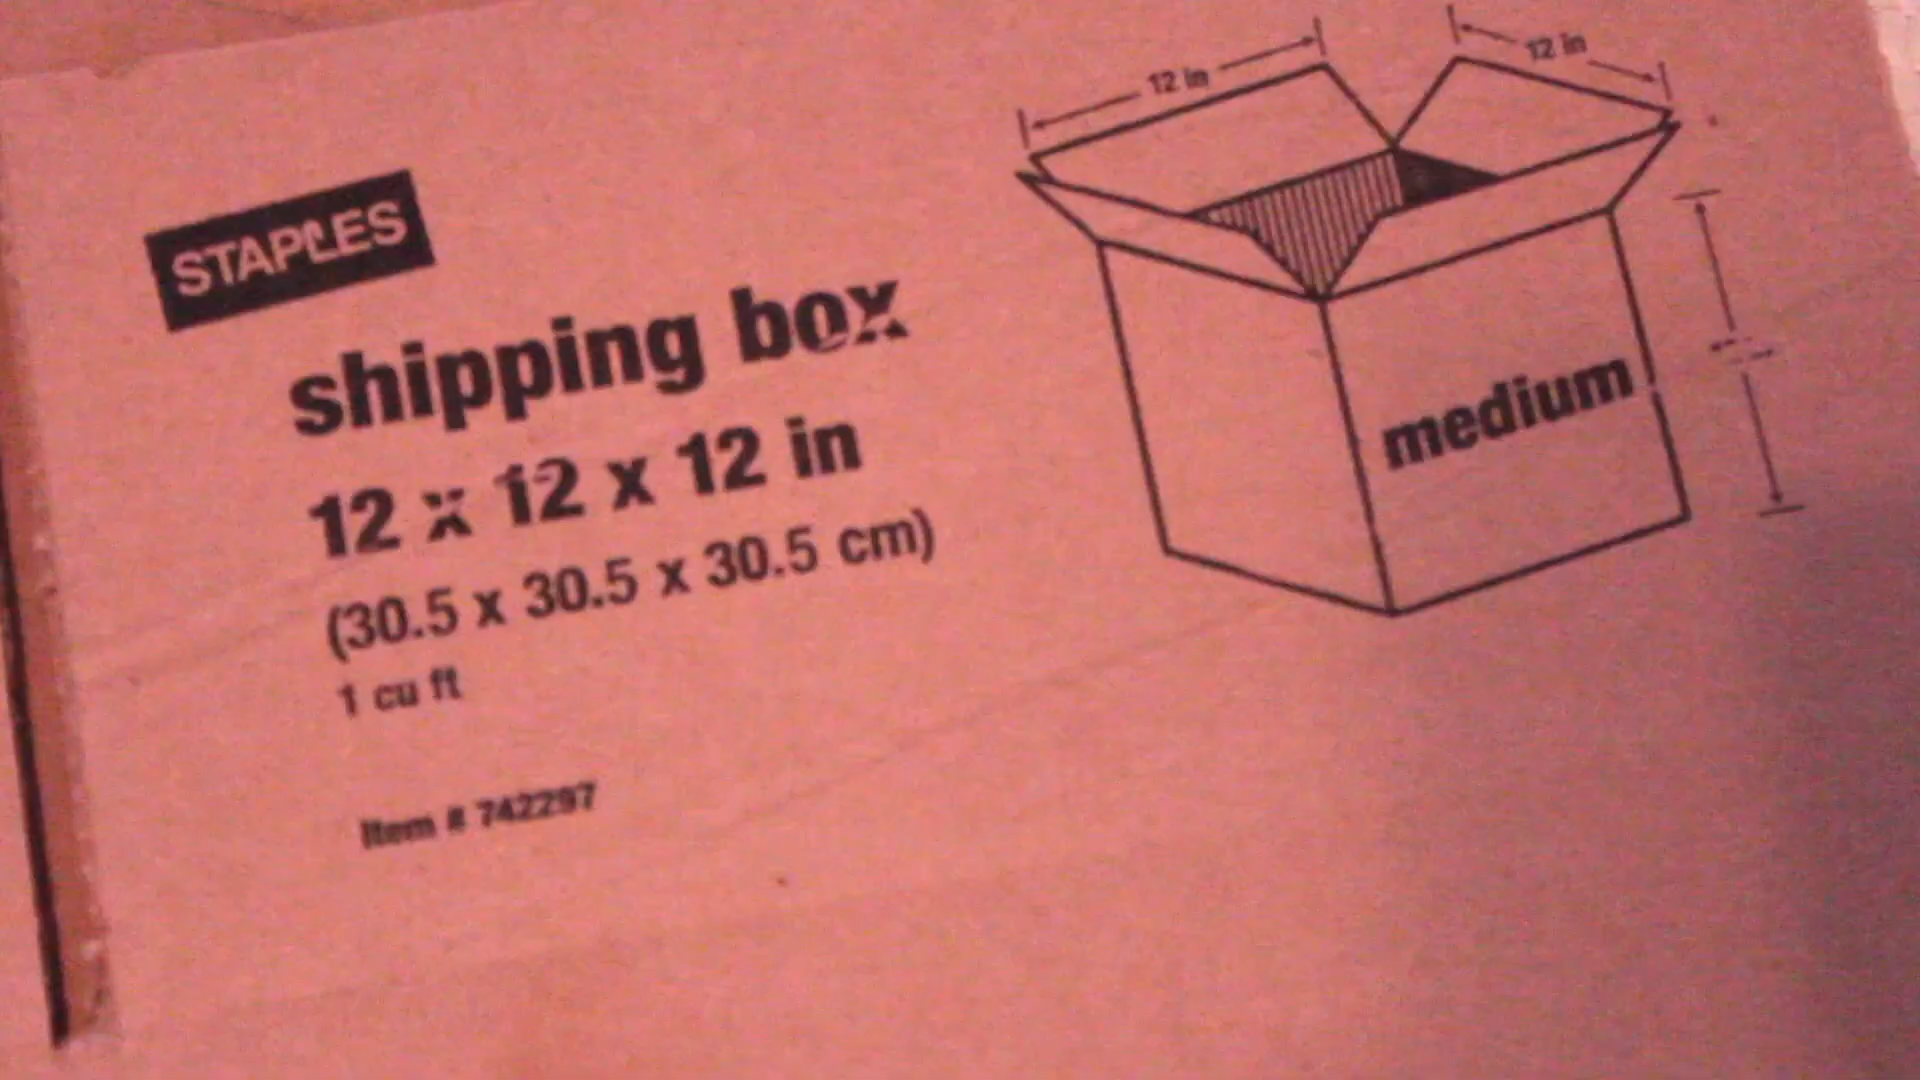 STAPLES
shipping box
12 x 12 x 12 in
(30.5 x 30.5 x 30.5 cm)
1 cu ft
Item # 742297
12 in
12 in
medium